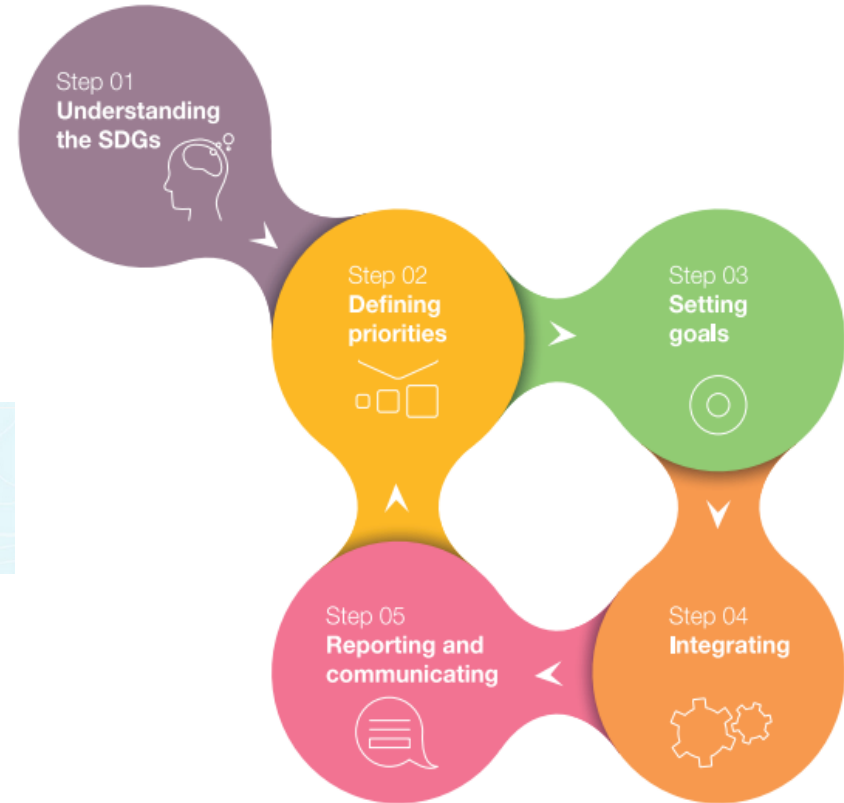 Step 01
Understanding
the SDGs
Step 02
Defining
priorities
Step 03
Setting
goals
Step 04
Integrating
Step 05
Reporting and
communicating